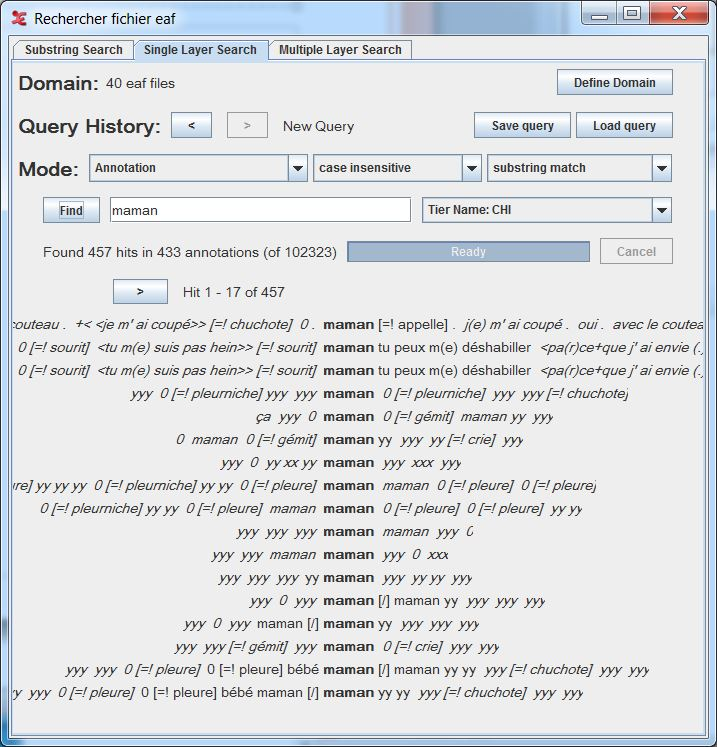 Rechercher fichier eaf
Substring Search Single Layer Search Multiple Layer Search
Domain: 40 eaf files Define Domain
Query History: < > New Query Save query Load query
Mode: Annotation case insensitive substring match
Find maman Tier Name: CHI
Found 457 hits in 433 annotations (of 102323) Ready Cancel
> Hit 1 - 17 of 457
couteau . +< <je m' ai coupé>> [=! chuchote] 0 . maman [=! appelle] . j(e) m' ai coupé . oui . avec le coutea
0 [=! sourit] <tu m(e) suis pas hein>> [=! sourit] maman tu peux m(e) déshabiller <pa(r)ce+que j' ai envie (.)
0 [=! sourit] <tu m(e) suis pas hein>> [=! sourit] maman tu peux m(e) déshabiller <pa(r)ce+que j' ai envie (.)
yyy 0 [=! pleurniche] yyy yyy maman 0 [=! pleurniche] yyy yyy [=! chuchote]
ça yyy 0 maman 0 [=! gémit] maman yy yyy
0 maman 0 [=! gémit] maman yy yyy yy [=! crie] yyy
yyy 0 yy xx yy maman yyy xxx yyy
ure] yy yy yy 0 [=! pleurniche] yy yy 0 [=! pleure] maman maman 0 [=! pleure] 0 [=! pleure]
0 [=! pleurniche] yy yy 0 [=! pleure] maman maman 0 [=! pleure] 0 [=! pleure] yy yy
yyy yyy yyy maman maman yyy 0
yyy yyy maman maman yyy 0 xxx
yyy yyy yyy yy maman yyy yy yy yyy
yyy 0 yyy maman [/] maman yy yyy yyy yyy
yyy 0 yyy maman [/] maman yy yyy yyy yyy
yyy yyy [=! gémit] yyy maman 0 [=! crie] yyy yyy
yyy yyy 0 [=! pleure] 0 [=! pleure] bébé maman [/] maman yy yy yyy [=! chuchote] yyy yyy
yy yyy 0 [=! pleure] 0 [=! pleure] bébé maman [/] maman yy yy yyy [=! chuchote] yyy yyy